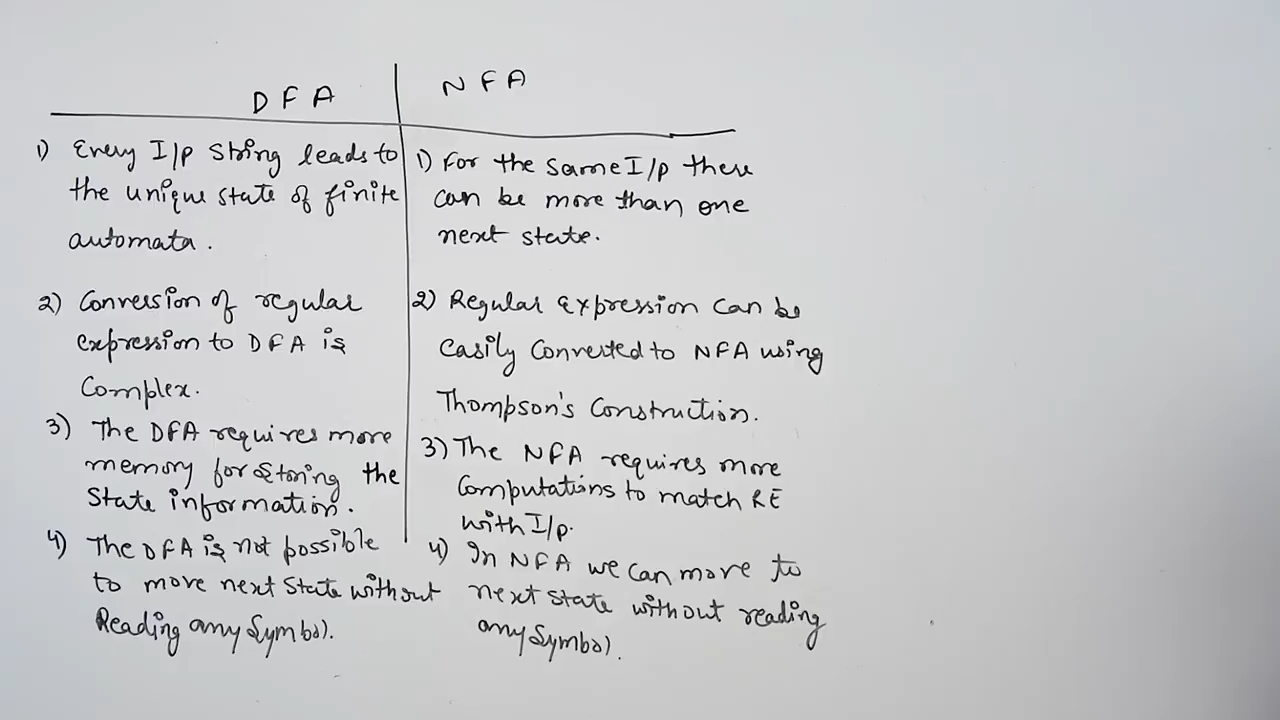 DFA
NFA
1) Every I/p string leads to
the unique state of finite
automata.
2) Conversion of regular
expression to DFA is
Complex.
3) The DFA requires more
memory for storing the
State information.
4) The DFA is not possible
to move next state without
Reading any Symbol.
1) For the same I/p there
can be more than one
next state.
2) Regular Expression can be
easily Converted to NFA using
Thompson's Construction.
3) The NFA requires more
Computations to match RE
with I/p.
4) In NFA we can move to
next state without reading
any Symbol.